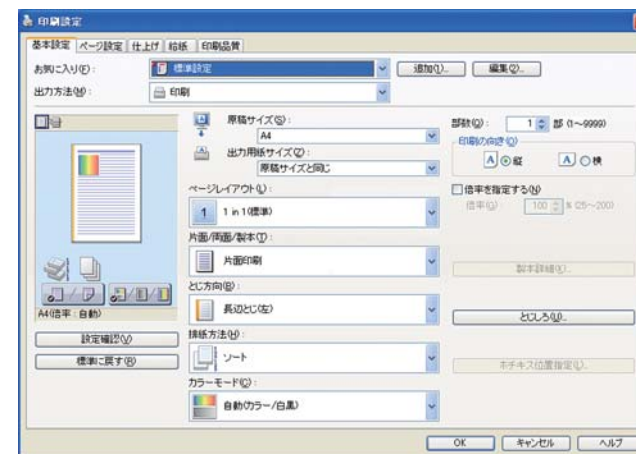 印刷設定
基本設定 ページ設定 仕上げ 給紙 印刷品質
お気に入り(F): 標準設定 追加(1)... 編集(2)...
出力方法(M): 印刷
原稿サイズ(S):
A4
出力用紙サイズ(Z):
原稿サイズと同じ
ページレイアウト(L):
1 1 in 1(標準)
片面/両面/製本(T):
片面印刷
とじ方向(B):
長辺とじ(左)
排紙方法(H):
ソート
カラーモード(C):
自動(カラー/白黒)
部数(Q): 1 部 (1~9999)
印刷の向き(O)
A 縦 A 横
倍率を指定する(N)
倍率(G): 100 % (25~200)
製本詳細(K)...
とじしろ(U)...
ホチキス位置指定(L)...
A4(倍率:自動)
設定確認(V)
標準に戻す(R)
OK キャンセル ヘルプ